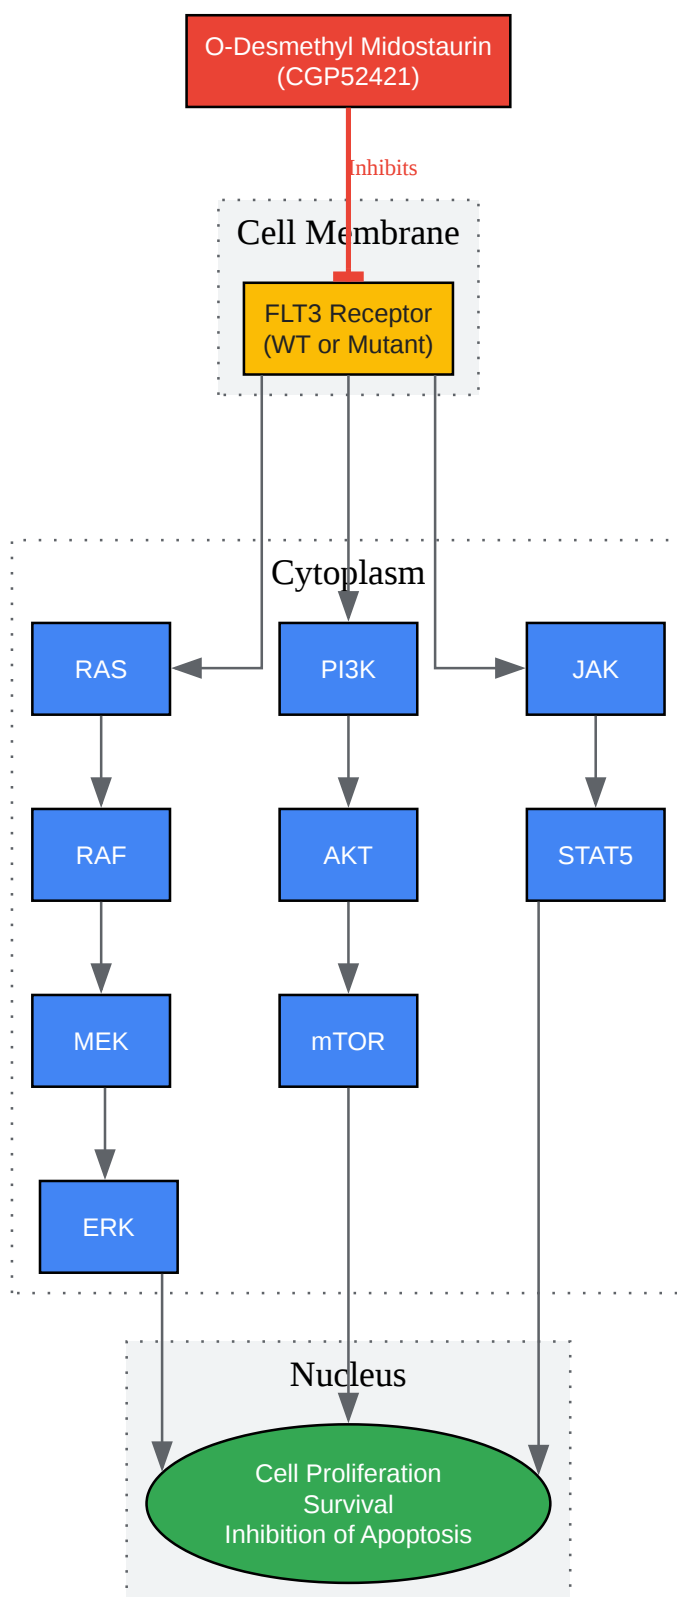 O-Desmethyl Midostaurin
(CGP52421)
Inhibits
Cell Membrane
FLT3 Receptor
(WT or Mutant)
Cytoplasm
RAS
PI3K
JAK
RAF
AKT
STAT5
MEK
mTOR
ERK
Nucleus
Cell Proliferation
Survival
Inhibition of Apoptosis